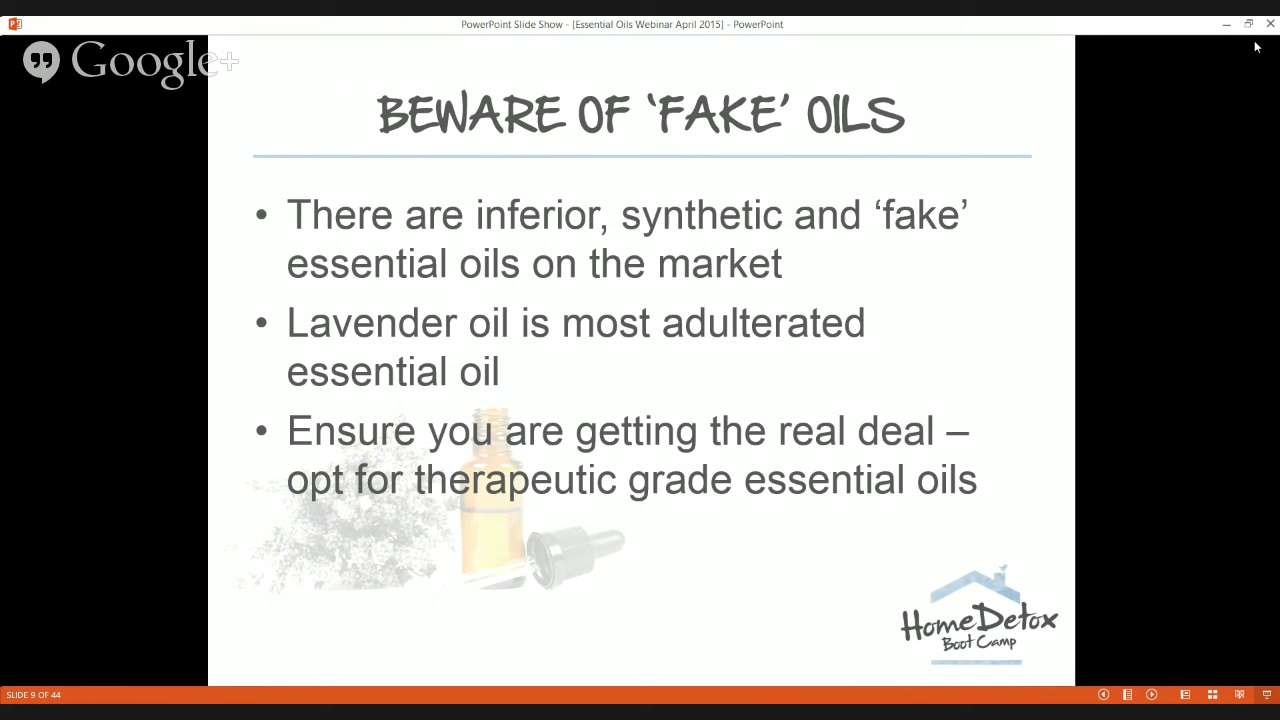 PowerPoint Slide Show - [Essential Oils Webinar April 2015] - PowerPoint
Google+
BEWARE OF ‘FAKE’ OILS
• There are inferior, synthetic and ‘fake’
essential oils on the market
• Lavender oil is most adulterated
essential oil
• Ensure you are getting the real deal –
opt for therapeutic grade essential oils
Home Detox
Boot Camp
SLIDE 9 OF 44